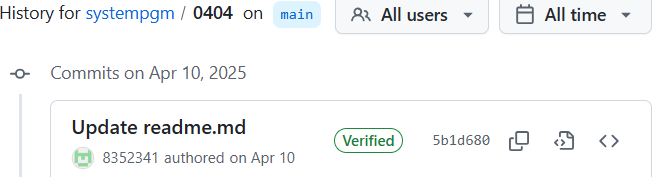 History for systempgm / 0404 on main
All users
All time
Commits on Apr 10, 2025
Update readme.md
Verified
5b1d680
8352341 authored on Apr 10